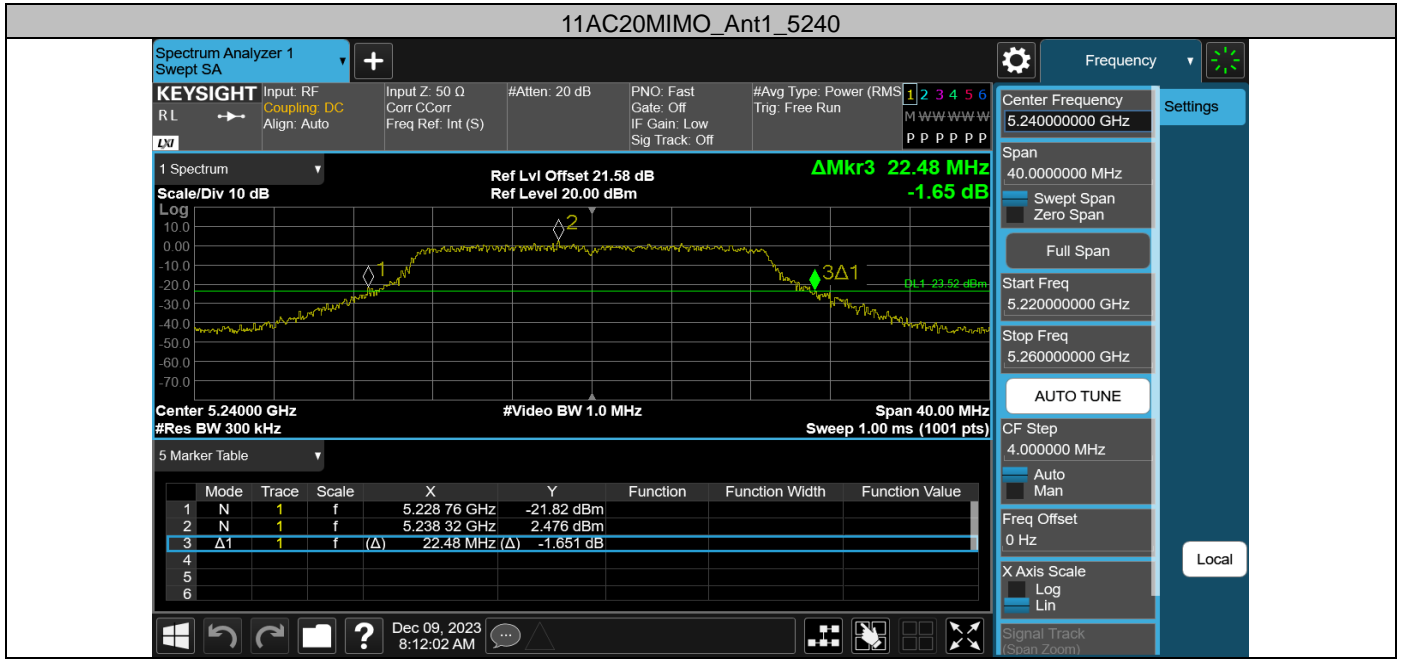 11AC20MIMO_Ant1_5240
Spectrum Analyzer 1
Swept SA
Frequency
KEYSIGHT
RL
LXI
Input: RF
Coupling: DC
Align: Auto
Input Z: 50 Ω
Corr CCorr
Freq Ref: Int (S)
#Atten: 20 dB
PNO: Fast
Gate: Off
IF Gain: Low
Sig Track: Off
#Avg Type: Power (RMS
Trig: Free Run
1 2 3 4 5 6
M W W W W W
P P P P P P
Center Frequency
5.240000000 GHz
Settings
Span
40.0000000 MHz
Swept Span
Zero Span
Full Span
Start Freq
5.220000000 GHz
Stop Freq
5.260000000 GHz
AUTO TUNE
CF Step
4.000000 MHz
Auto
Man
Freq Offset
0 Hz
X Axis Scale
Log
Lin
Signal Track
(Span Zoom)
Local
1 Spectrum
Scale/Div 10 dB
Ref Lvl Offset 21.58 dB
Ref Level 20.00 dBm
ΔMkr3 22.48 MHz
-1.65 dB
Log
10.0
0.00
-10.0
-20.0
-30.0
-40.0
-50.0
-60.0
-70.0
1
2
3Δ1
DL1 -23.52 dBm
Center 5.24000 GHz
#Video BW 1.0 MHz
Span 40.00 MHz
#Res BW 300 kHz
Sweep 1.00 ms (1001 pts)
5 Marker Table
Mode Trace Scale X Y Function Function Width Function Value
1 N 1 f 5.228 76 GHz -21.82 dBm
2 N 1 f 5.238 32 GHz 2.476 dBm
3 Δ1 1 f (Δ) 22.48 MHz (Δ) -1.651 dB
4
5
6
?
Dec 09, 2023
8:12:02 AM